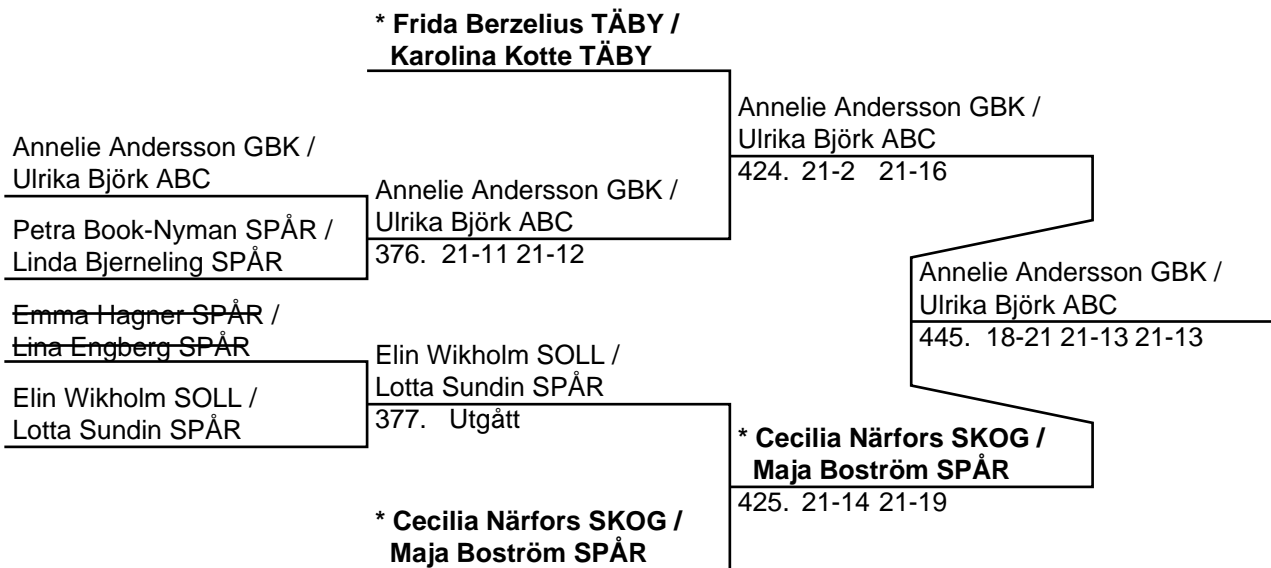 * Frida Berzelius TÄBY /
Karolina Kotte TÄBY
Annelie Andersson GBK /
Ulrika Björk ABC
424. 21-2 21-16
Annelie Andersson GBK /
Ulrika Björk ABC
Annelie Andersson GBK /
Ulrika Björk ABC
376. 21-11 21-12
Petra Book-Nyman SPÅR /
Linda Bjerneling SPÅR
Annelie Andersson GBK /
Ulrika Björk ABC
445. 18-21 21-13 21-13
Emma Hagner SPÅR /
Lina Engberg SPÅR
Elin Wikholm SOLL /
Lotta Sundin SPÅR
377. Utgått
Elin Wikholm SOLL /
Lotta Sundin SPÅR
* Cecilia Närfors SKOG /
Maja Boström SPÅR
425. 21-14 21-19
* Cecilia Närfors SKOG /
Maja Boström SPÅR